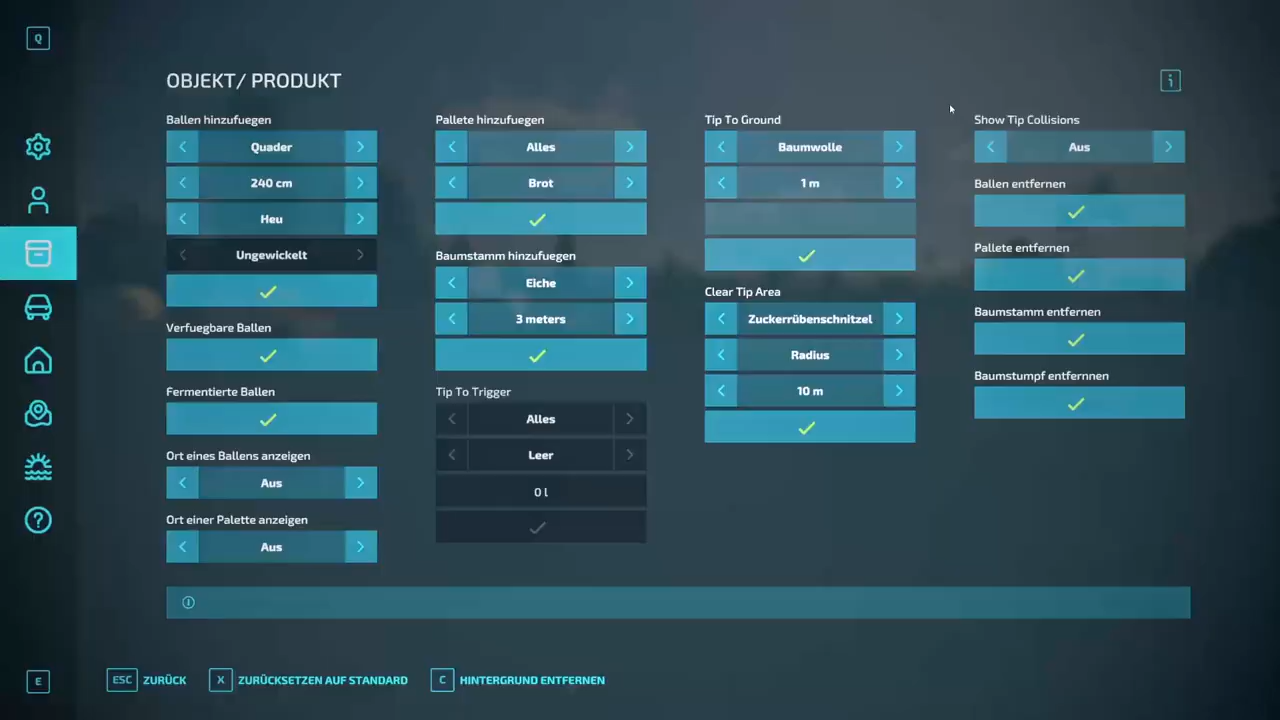 Q
OBJEKT/ PRODUKT
i
Ballen hinzufuegen
Quader
240 cm
Heu
Ungewickelt
Verfuegbare Ballen
Fermentierte Ballen
Ort eines Ballens anzeigen
Aus
Ort einer Palette anzeigen
Aus
Pallete hinzufuegen
Alles
Brot
Baumstamm hinzufuegen
Eiche
3 meters
Tip To Trigger
Alles
Leer
0 l
Tip To Ground
Baumwolle
1 m
Clear Tip Area
Zuckerrübenschnitzel
Radius
10 m
Show Tip Collisions
Aus
Ballen entfernen
Pallete entfernen
Baumstamm entfernen
Baumstumpf entfernnen
E
ESC ZURÜCK X ZURÜCKSETZEN AUF STANDARD C HINTERGRUND ENTFERNEN